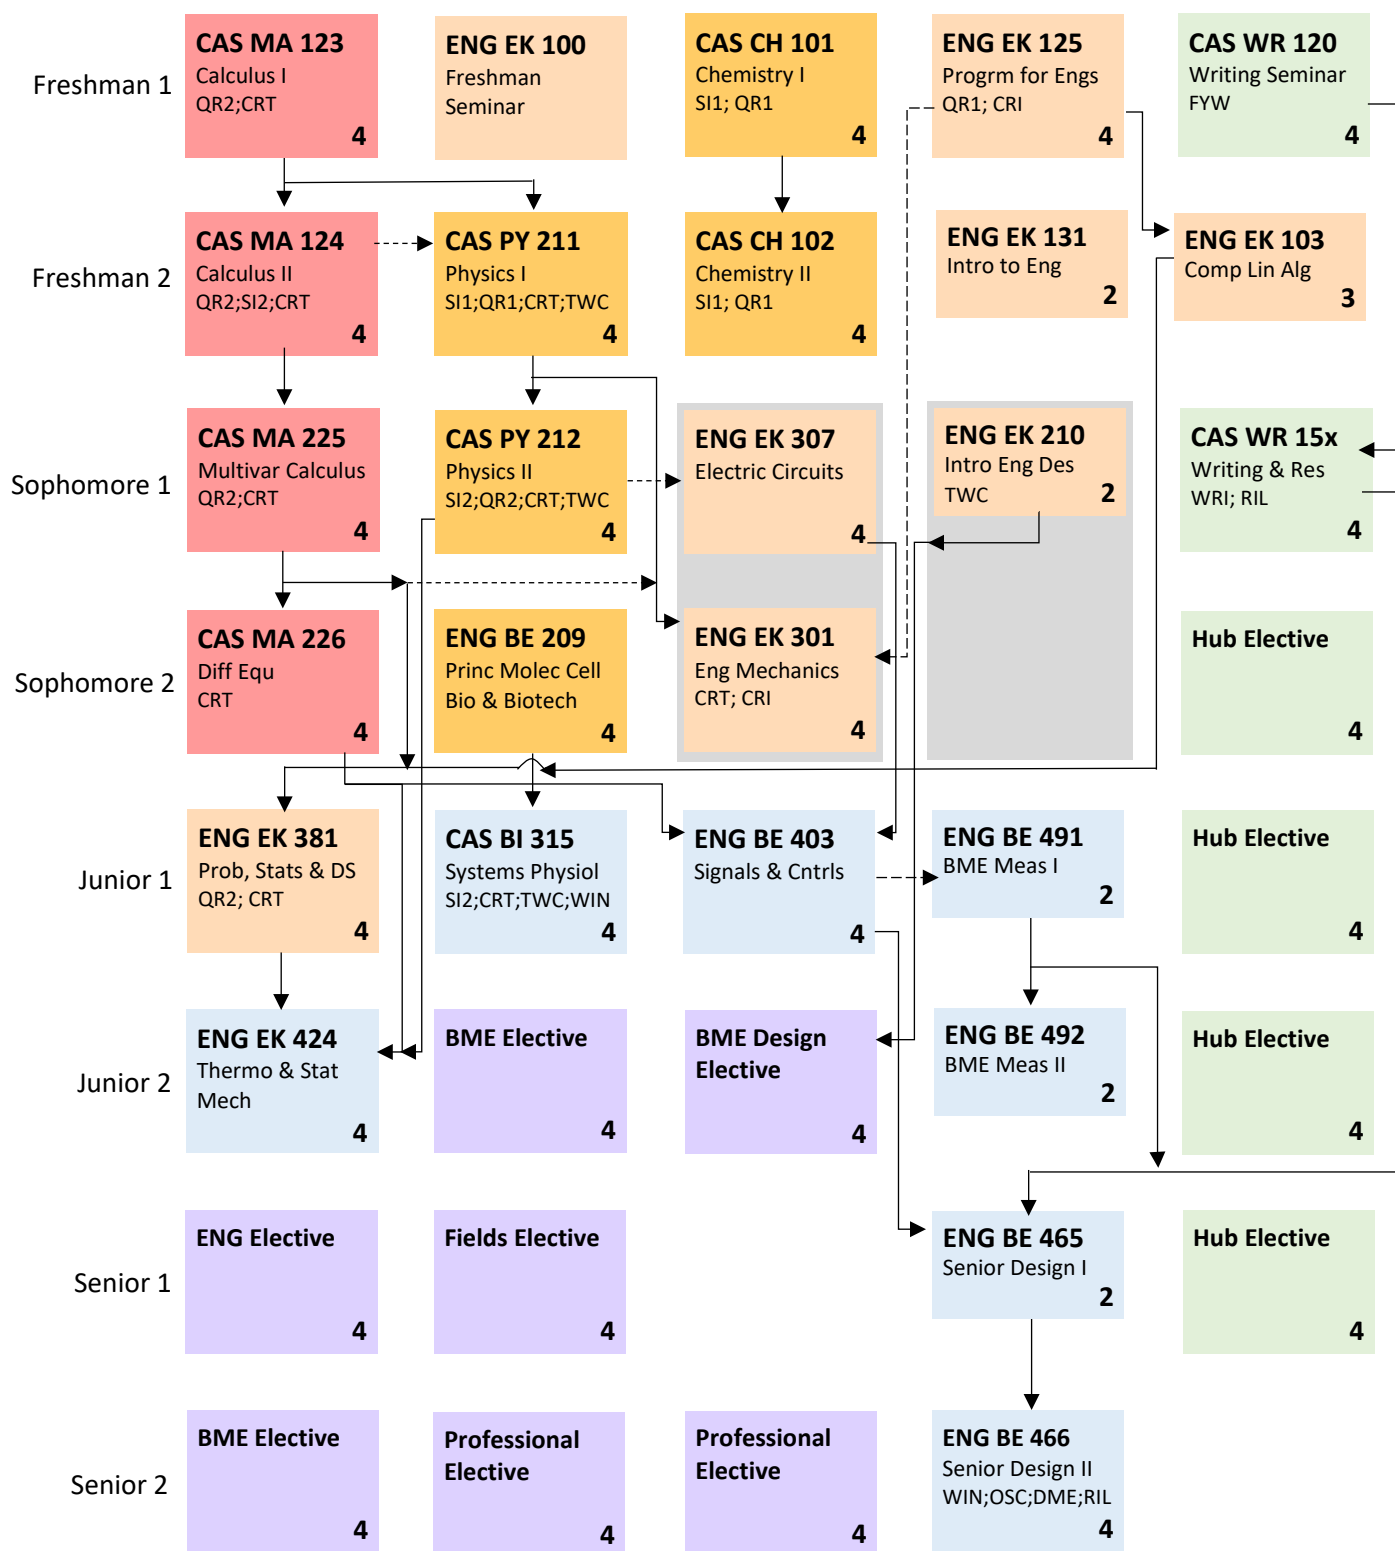 Freshman 1
CAS MA 123
Calculus I
QR2;CRT
4
ENG EK 100
Freshman
Seminar
CAS CH 101
Chemistry I
SI1; QR1
4
ENG EK 125
Progrm for Engs
QR1; CRI
4
CAS WR 120
Writing Seminar
FYW
4
Freshman 2
CAS MA 124
Calculus II
QR2;SI2;CRT
4
CAS PY 211
Physics I
SI1;QR1;CRT;TWC
4
CAS CH 102
Chemistry II
SI1; QR1
4
ENG EK 131
Intro to Eng
2
ENG EK 103
Comp Lin Alg
3
Sophomore 1
CAS MA 225
Multivar Calculus
QR2;CRT
4
CAS PY 212
Physics II
SI2;QR2;CRT;TWC
4
ENG EK 307
Electric Circuits
4
ENG EK 210
Intro Eng Des
TWC
2
CAS WR 15x
Writing & Res
WRI; RIL
4
Sophomore 2
CAS MA 226
Diff Equ
CRT
4
ENG BE 209
Princ Molec Cell
Bio & Biotech
4
ENG EK 301
Eng Mechanics
CRT; CRI
4
Hub Elective
4
Junior 1
ENG EK 381
Prob, Stats & DS
QR2; CRT
4
CAS BI 315
Systems Physiol
SI2;CRT;TWC;WIN
4
ENG BE 403
Signals & Cntrls
4
ENG BE 491
BME Meas I
2
Hub Elective
4
Junior 2
ENG EK 424
Thermo & Stat
Mech
4
BME Elective
4
BME Design
Elective
4
ENG BE 492
BME Meas II
2
Hub Elective
4
Senior 1
ENG Elective
4
Fields Elective
4
ENG BE 465
Senior Design I
2
Hub Elective
4
Senior 2
BME Elective
4
Professional
Elective
4
Professional
Elective
4
ENG BE 466
Senior Design II
WIN;OSC;DME;RIL
4